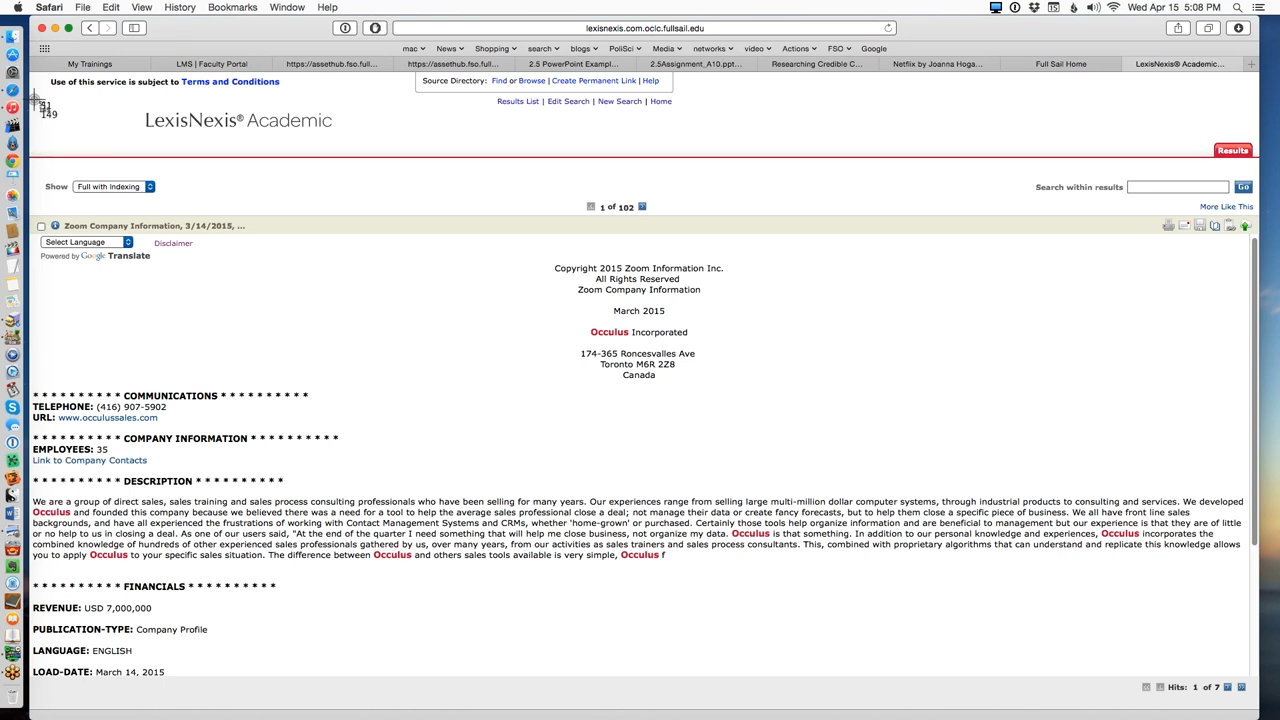 Safari File Edit View History Bookmarks Window Help
Wed Apr 15 5:08 PM
lexisnexis.com.oclc.fullsail.edu
mac News Shopping search blogs PoliSci Media networks video Actions FSO Google
My Trainings
LMS | Faculty Portal
https://assethub.fso.full...
https://assethub.fso.full...
2.5 PowerPoint Exampl...
2.5Assignment_A10.ppt...
Researching Credible C...
Netflix by Joanna Hoga...
Full Sail Home
LexisNexis® Academic...
Use of this service is subject to Terms and Conditions
Source Directory: Find or Browse | Create Permanent Link | Help
Results List | Edit Search | New Search | Home
149
LexisNexis® Academic
Results
Show Full with Indexing
Search within results Go
1 of 102
More Like This
Zoom Company Information, 3/14/2015, ...
Select Language Disclaimer
Powered by Google Translate
Copyright 2015 Zoom Information Inc.
All Rights Reserved
Zoom Company Information
March 2015
Occulus Incorporated
174-365 Roncesvalles Ave
Toronto M6R 2Z8
Canada
* * * * * * * * * * COMMUNICATIONS * * * * * * * * * *
TELEPHONE: (416) 907-5902
URL: www.occulussales.com
* * * * * * * * * * COMPANY INFORMATION * * * * * * * * * *
EMPLOYEES: 35
Link to Company Contacts
* * * * * * * * * * DESCRIPTION * * * * * * * * * *
We are a group of direct sales, sales training and sales process consulting professionals who have been selling for many years. Our experiences range from selling large multi-million dollar computer systems, through industrial products to consulting and services. We developed
Occulus and founded this company because we believed there was a need for a tool to help the average sales professional close a deal; not manage their data or create fancy forecasts, but to help them close a specific piece of business. We all have front line sales
backgrounds, and have all experienced the frustrations of working with Contact Management Systems and CRMs, whether 'home-grown' or purchased. Certainly those tools help organize information and are beneficial to management but our experience is that they are of little
or no help to us in closing a deal. As one of our users said, "At the end of the quarter I need something that will help me close business, not organize my data. Occulus is that something. In addition to our personal knowledge and experiences, Occulus incorporates the
combined knowledge of hundreds of other experienced sales professionals gathered by us, over many years, from our activities as sales trainers and sales process consultants. This, combined with proprietary algorithms that can understand and replicate this knowledge allows
you to apply Occulus to your specific sales situation. The difference between Occulus and others sales tools available is very simple, Occulus f
* * * * * * * * * * FINANCIALS * * * * * * * * * *
REVENUE: USD 7,000,000
PUBLICATION-TYPE: Company Profile
LANGUAGE: ENGLISH
LOAD-DATE: March 14, 2015
Hits: 1 of 7